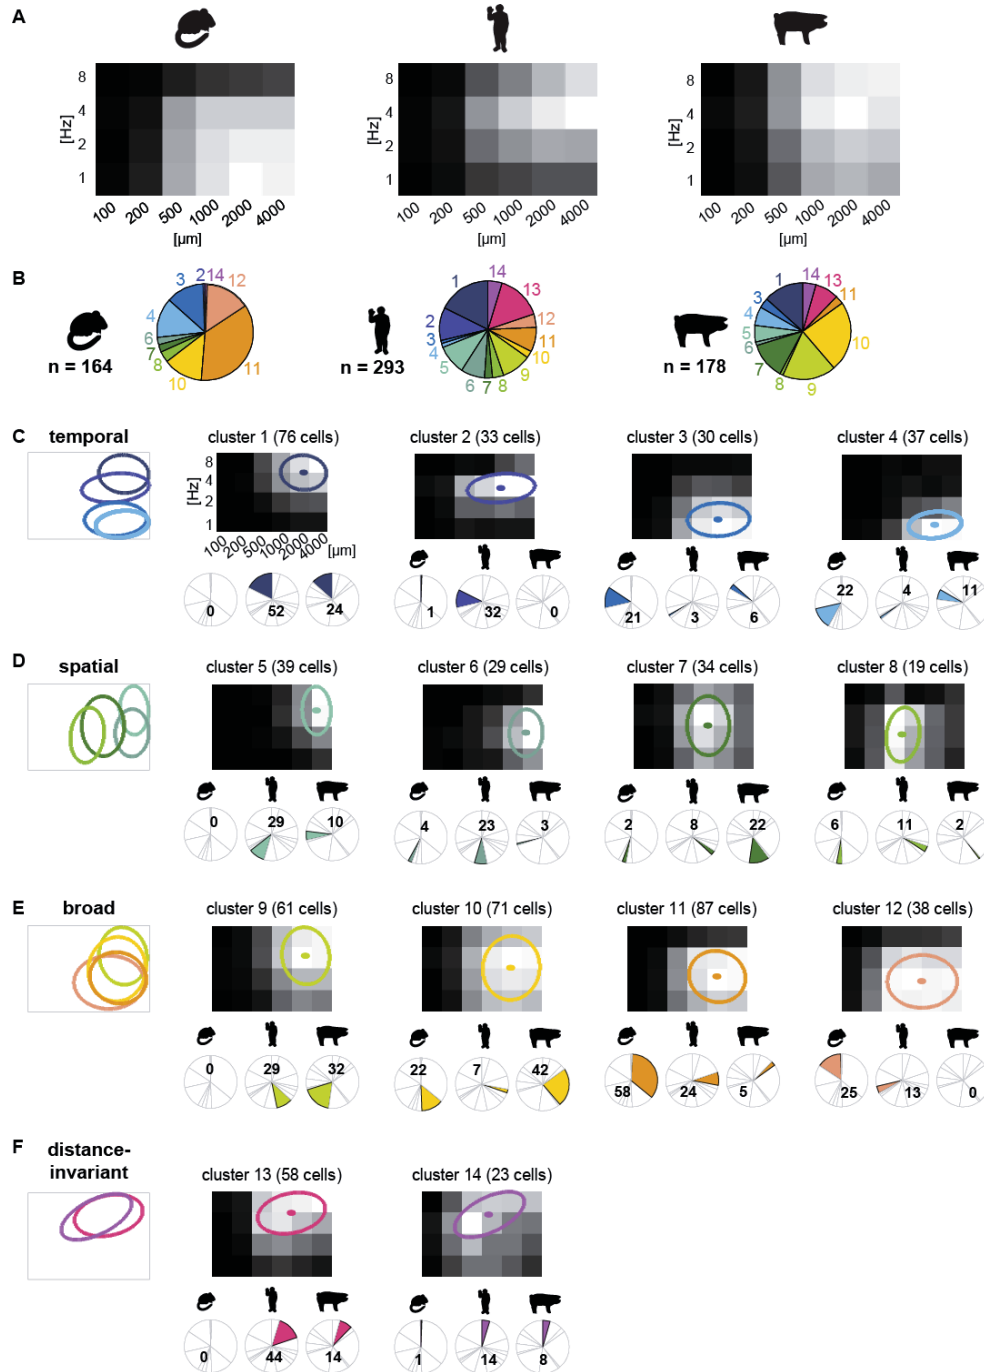 A
8
4
2
1
[Hz]
100 200 500 1000 2000 4000
[µm]
8
4
2
1
[Hz]
100 200 500 1000 2000 4000
[µm]
8
4
2
1
[Hz]
100 200 500 1000 2000 4000
[µm]
B
n = 164
2 14 12 11 10 8 7 6 4 3
n = 293
1 14 13 12 11 10 9 8 7 6 5 4 3 2
n = 178
1 14 13 11 10 9 8 7 6 5 4 3
C temporal
cluster 1 (76 cells)
8
4
2
1
[Hz]
100 200 500 1000 2000 4000 [µm]
0 52 24
cluster 2 (33 cells)
1 32 0
cluster 3 (30 cells)
21 3 6
cluster 4 (37 cells)
22 4 11
D spatial
cluster 5 (39 cells)
0 29 10
cluster 6 (29 cells)
4 23 3
cluster 7 (34 cells)
2 8 22
cluster 8 (19 cells)
6 11 2
E broad
cluster 9 (61 cells)
0 29 32
cluster 10 (71 cells)
22 7 42
cluster 11 (87 cells)
58 24 5
cluster 12 (38 cells)
25 13 0
F distance-
invariant
cluster 13 (58 cells)
0 44 14
cluster 14 (23 cells)
1 14 8